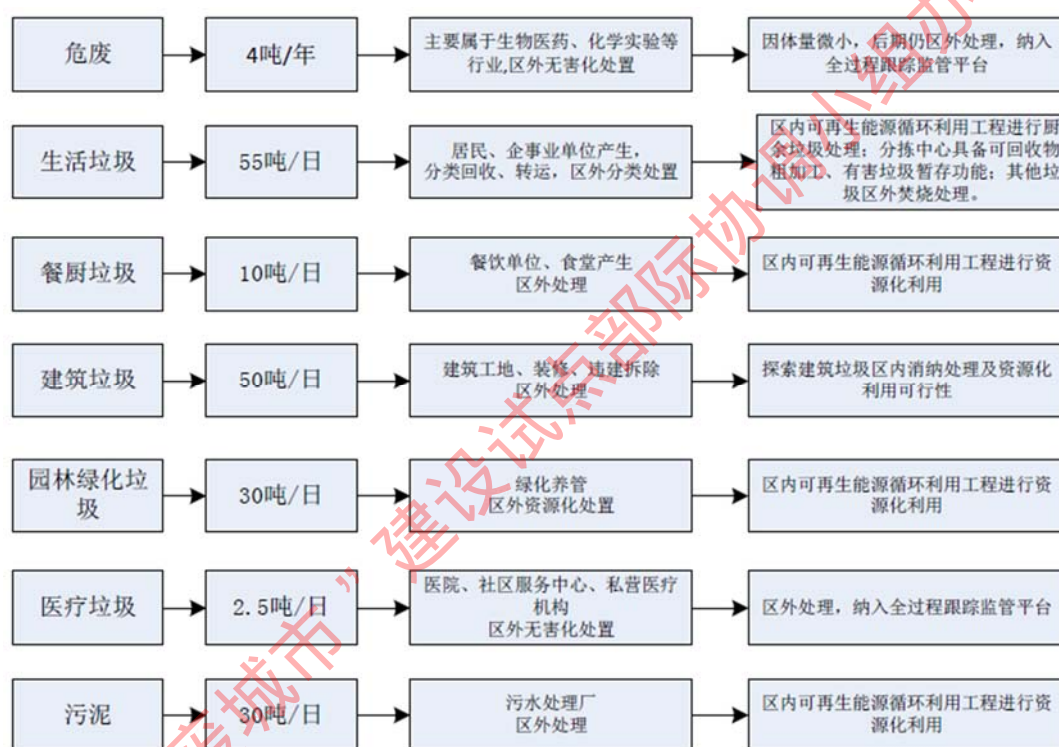 危废
4吨/年
主要属于生物医药、化学实验等
行业,区外无害化处置
因体量微小，后期仍区外处理，纳入
全过程跟踪监管平台
生活垃圾
55吨/日
居民、企事业单位产生，
分类回收、转运，区外分类处置
区内可再生能源循环利用工程进行厨
余垃圾处理；分拣中心具备可回收物
粗加工、有害垃圾暂存功能；其他垃
圾区外焚烧处理。
餐厨垃圾
10吨/日
餐饮单位、食堂产生
区外处理
区内可再生能源循环利用工程进行资
源化利用
建筑垃圾
50吨/日
建筑工地、装修、违建拆除
区外处理
探索建筑垃圾区内消纳处理及资源化
利用可行性
园林绿化垃
圾
30吨/日
绿化养管
区外资源化处置
区内可再生能源循环利用工程进行资
源化利用
医疗垃圾
2.5吨/日
医院、社区服务中心、私营医疗
机构
区外无害化处置
区外处理，纳入全过程跟踪监管平台
污泥
30吨/日
污水处理厂
区外处理
区内可再生能源循环利用工程进行资
源化利用
城市”建设试点部际协调小组办